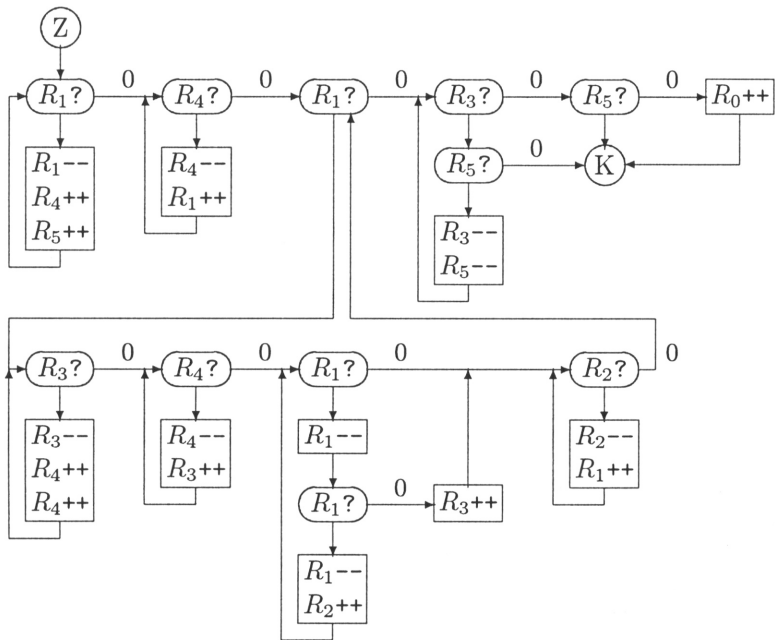 Z
R₁? 0 R₄? 0 R₁? 0 R₃? 0 R₅? 0 R₀++
R₁-- R₄-- R₅? 0 K
R₄++ R₁++
R₅++ R₃--
R₅--
R₃? 0 R₄? 0 R₁? 0 R₂? 0
R₃-- R₄-- R₁-- R₂--
R₄++ R₃++ R₁++
R₄++ R₁? 0 R₃++
R₁--
R₂++